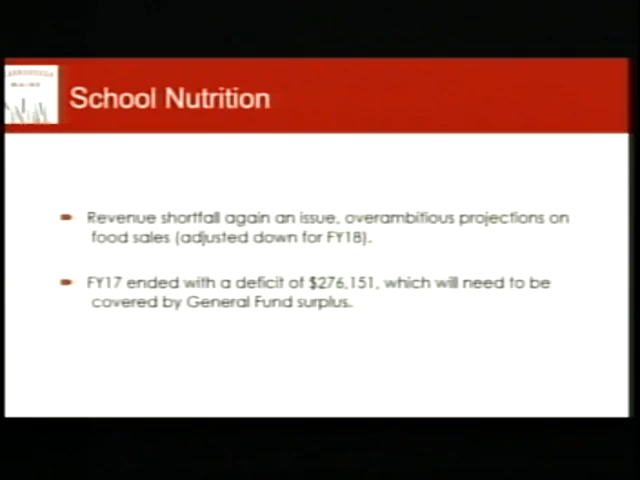 School Nutrition
Revenue shortfall again an issue, overambitious projections on
food sales (adjusted down for FY18).
FY17 ended with a deficit of $276,151, which will need to be
covered by General Fund surplus.